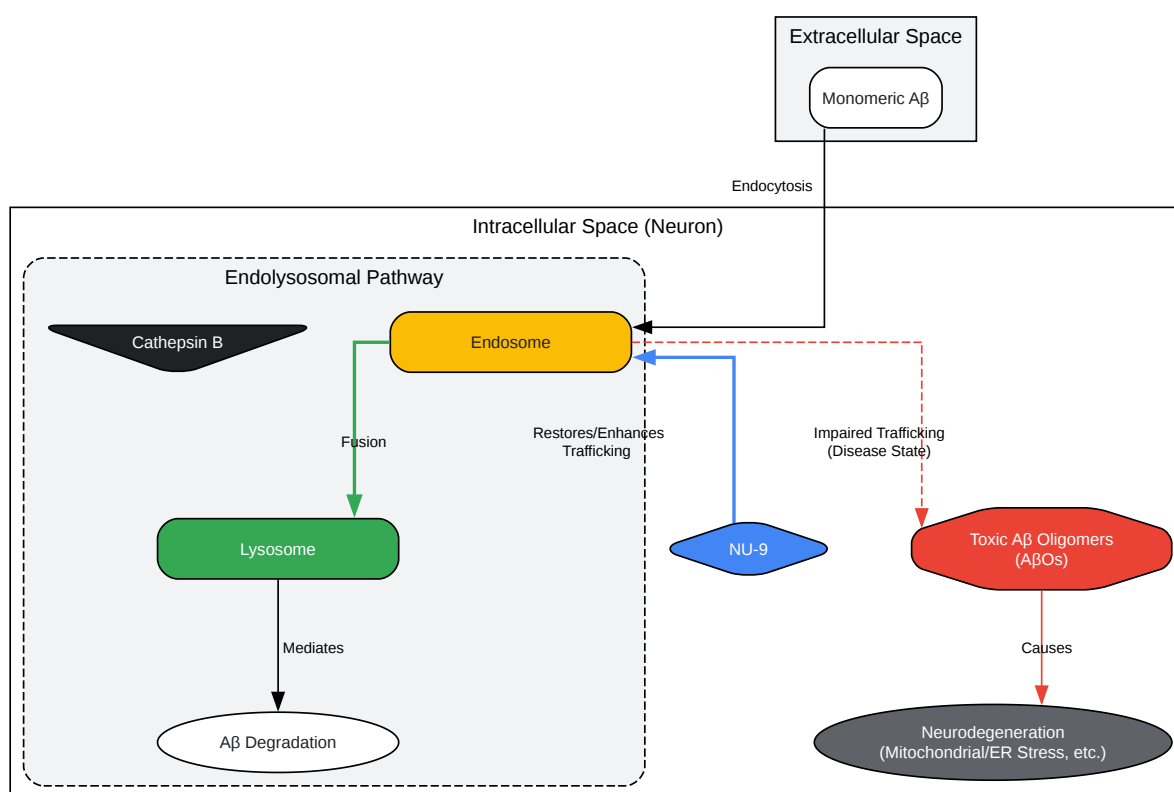 Extracellular Space
Monomeric Aβ
Endocytosis
Intracellular Space (Neuron)
Endolysosomal Pathway
Cathepsin B
Endosome
Fusion
Restores/Enhances
Trafficking
Impaired Trafficking
(Disease State)
Lysosome
NU-9
Toxic Aβ Oligomers
(AβOs)
Mediates
Causes
Aβ Degradation
Neurodegeneration
(Mitochondrial/ER Stress, etc.)